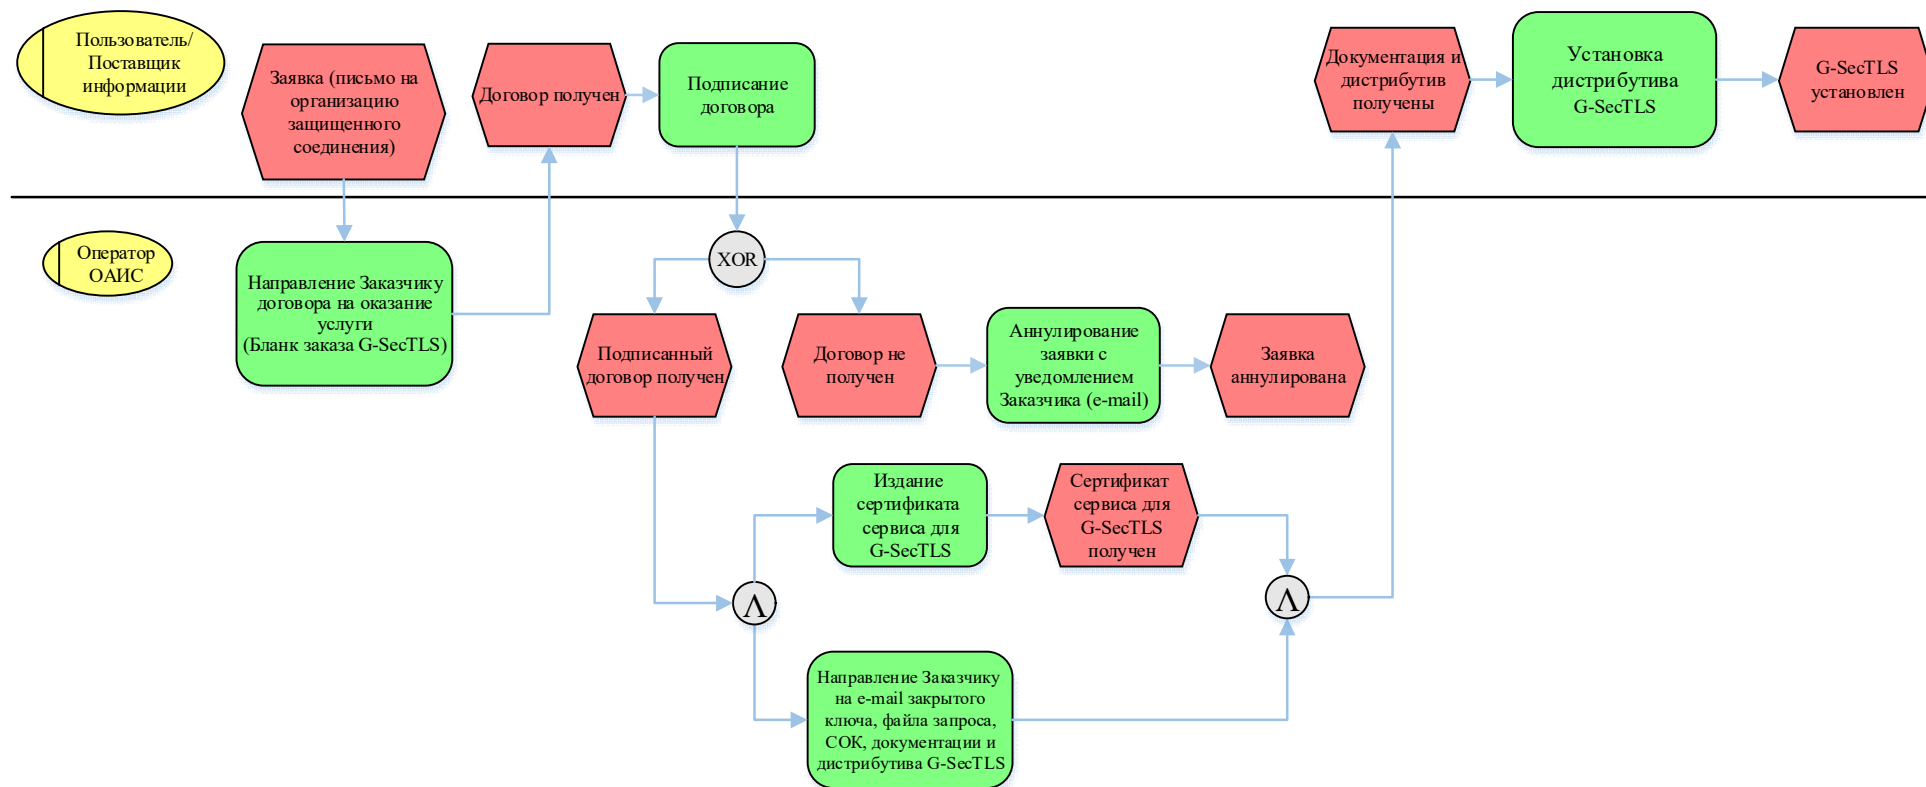 Пользователь/
Поставщик
информации
Заявка (письмо на
организацию
защищенного
соединения)
Договор получен
Подписание
договора
Документация и
дистрибутив
получены
Установка
дистрибутива
G-SecTLS
G-SecTLS
установлен
Оператор
ОАИС
Направление Заказчику
договора на оказание
услуги
(Бланк заказа G-SecTLS)
XOR
Подписанный
договор получен
Договор не
получен
Аннулирование
заявки с
уведомлением
Заказчика (e-mail)
Заявка
аннулирована
Издание
сертификата
сервиса для
G-SecTLS
Сертификат
сервиса для
G-SecTLS
получен
Λ
Λ
Направление Заказчику
на e-mail закрытого
ключа, файла запроса,
СОК, документации и
дистрибутива G-SecTLS